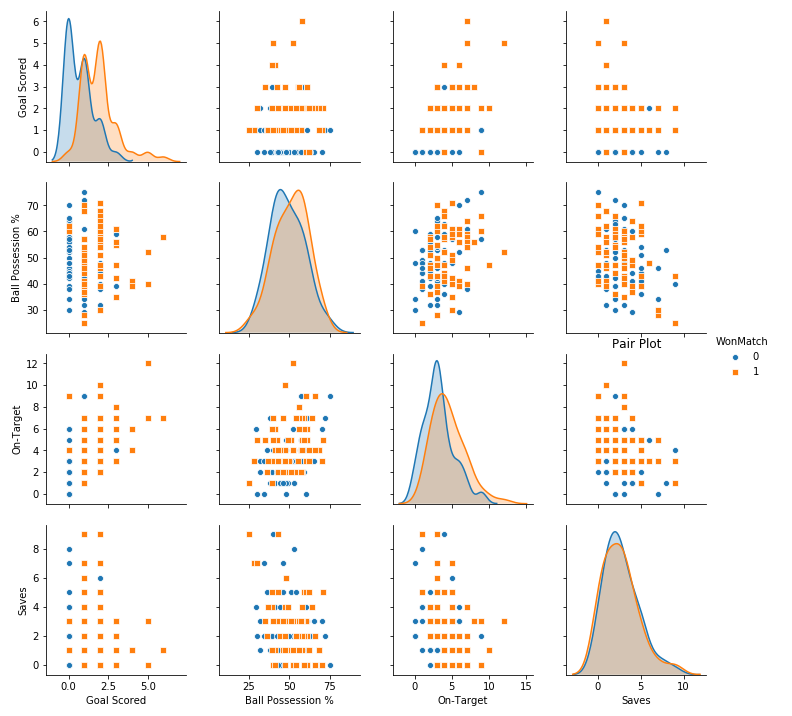 Goal Scored
6
5
4
3
2
1
0
Ball Possession %
70
60
50
40
30
Pair Plot
WonMatch
0
1
On-Target
12
10
8
6
4
2
0
Saves
8
6
4
2
0
0.0 2.5 5.0
25 50 75
0 5 10 15
0 5 10
Goal Scored
Ball Possession %
On-Target
Saves